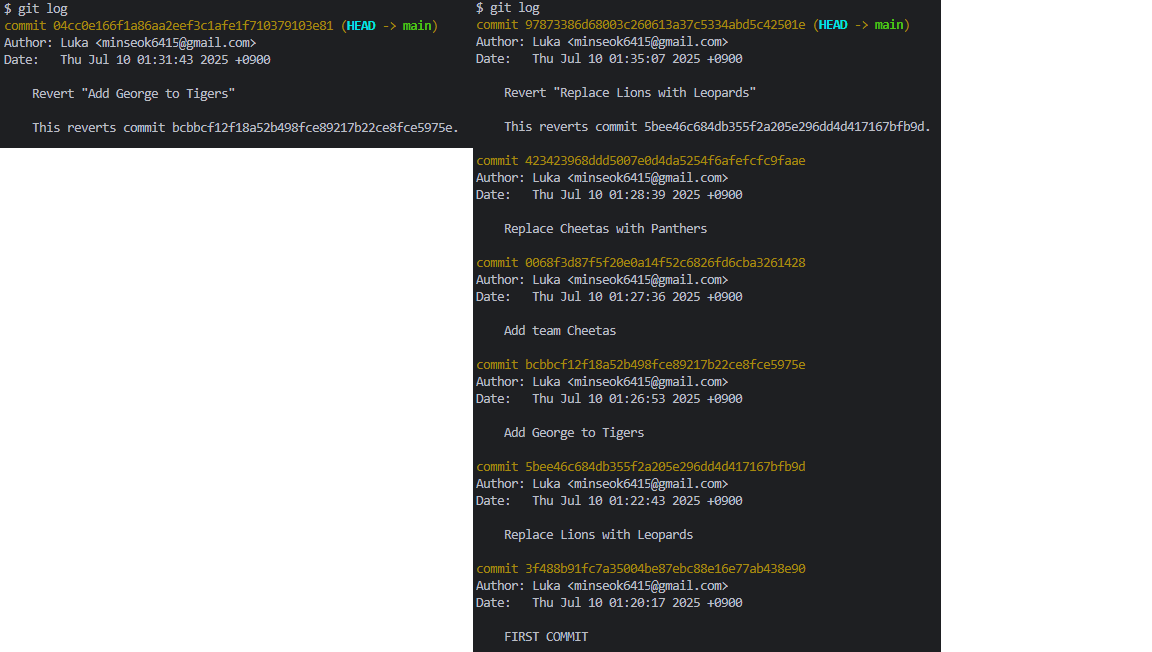 $ git log
commit 04cc0e166f1a86aa2eef3c1afe1f710379103e81 (HEAD -> main)
Author: Luka <minseok6415@gmail.com>
Date:   Thu Jul 10 01:31:43 2025 +0900
Revert "Add George to Tigers"
This reverts commit bcbbcf12f18a52b498fce89217b22ce8fce5975e.
$ git log
commit 97873386d68003c260613a37c5334abd5c42501e (HEAD -> main)
Author: Luka <minseok6415@gmail.com>
Date:   Thu Jul 10 01:35:07 2025 +0900
Revert "Replace Lions with Leopards"
This reverts commit 5bee46c684db355f2a205e296dd4d417167bfb9d.
commit 423423968ddd5007e0d4da5254f6afefcfc9faae
Author: Luka <minseok6415@gmail.com>
Date:   Thu Jul 10 01:28:39 2025 +0900
Replace Cheetas with Panthers
commit 0068f3d87f5f20e0a14f52c6826fd6cba3261428
Author: Luka <minseok6415@gmail.com>
Date:   Thu Jul 10 01:27:36 2025 +0900
Add team Cheetas
commit bcbbcf12f18a52b498fce89217b22ce8fce5975e
Author: Luka <minseok6415@gmail.com>
Date:   Thu Jul 10 01:26:53 2025 +0900
Add George to Tigers
commit 5bee46c684db355f2a205e296dd4d417167bfb9d
Author: Luka <minseok6415@gmail.com>
Date:   Thu Jul 10 01:22:43 2025 +0900
Replace Lions with Leopards
commit 3f488b91fc7a35004be87ebc88e16e77ab438e90
Author: Luka <minseok6415@gmail.com>
Date:   Thu Jul 10 01:20:17 2025 +0900
FIRST COMMIT